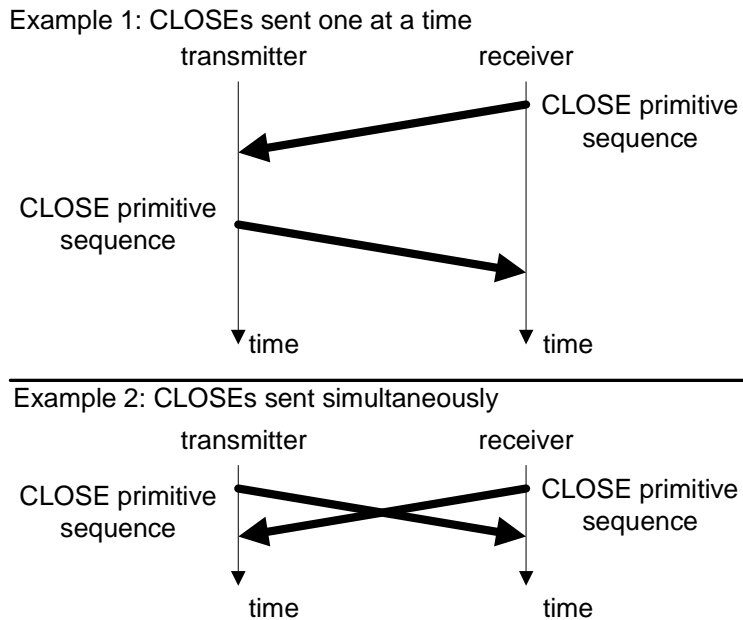 Example 1: CLOSEs sent one at a time
transmitter
receiver
CLOSE primitive
sequence
CLOSE primitive
sequence
time
time
Example 2: CLOSEs sent simultaneously
transmitter
receiver
CLOSE primitive
sequence
CLOSE primitive
sequence
time
time